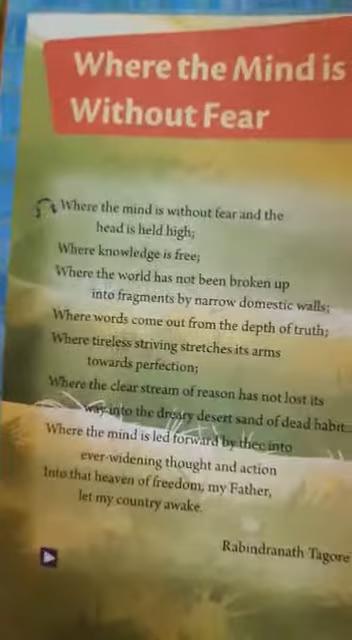 Where the Mind is
Without Fear
Where the mind is without fear and the
head is held high;
Where knowledge is free;
Where the world has not been broken up
into fragments by narrow domestic walls;
Where words come out from the depth of truth;
Where tireless striving stretches its arms
towards perfection;
Where the clear stream of reason has not lost its
way into the dreary desert sand of dead habit
Where the mind is led forward by thee into
ever-widening thought and action
Into that heaven of freedom, my Father,
let my country awake.
Rabindranath Tagore